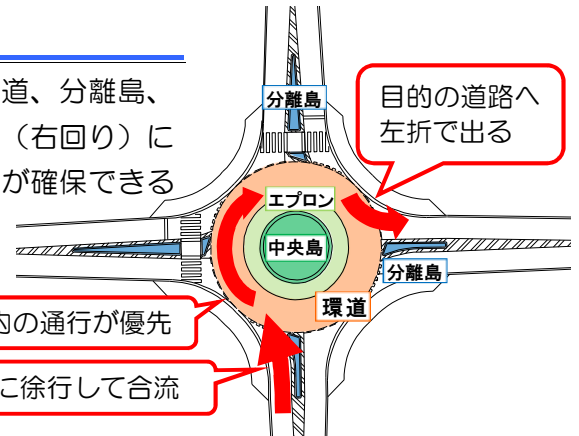 道、分離島、
（右回り）に
が確保できる
分離島
目的の道路へ
左折で出る
エプロン
中央島
分離島
環道
内の通行が優先
に徐行して合流